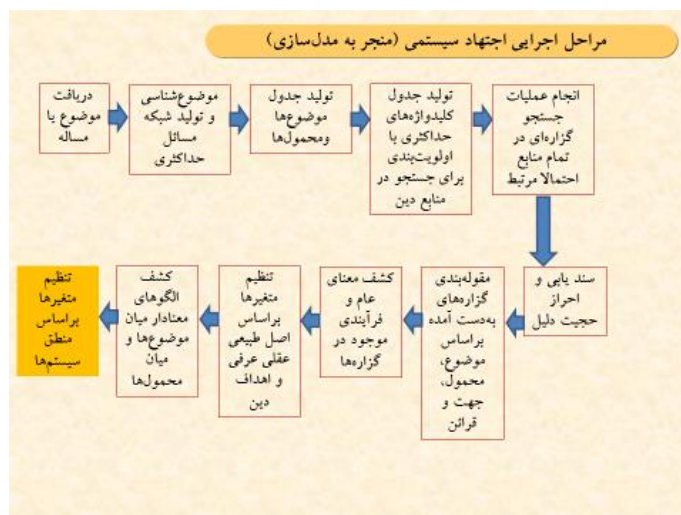 مراحل اجرایی اجتهاد سیستمی (منجر به مدل‌سازی)
دریافت
موضوع یا
مساله
موضوع‌شناسی
و تولید شبکه
مسائل
حداکثری
تولید جدول
موضوع‌ها
ومحمول‌ها
تولید جدول
کلیدواژه‌های
حداکثری با
اولویت‌بندی
برای جستجو در
منابع دین
انجام عملیات
جستجو
گزاره‌ای در
تمام منابع
احتمالا مرتبط
سند یابی و
احراز
حجیت دلیل
مقوله‌بندی
گزاره‌های
به‌دست آمده
براساس
موضوع،
محمول،
جهت و
قرائن
کشف معنای
عام و
فرآیندی
موجود در
گزاره‌ها
تنظیم
متغیرها
براساس
اصل طبیعی
عقلی عرفی
و اهداف
دین
کشف
الگوهای
معنادار میان
موضوع‌ها و
میان
محمول‌ها
تنظیم
متغیرها
براساس
منطق
سیستم‌ها